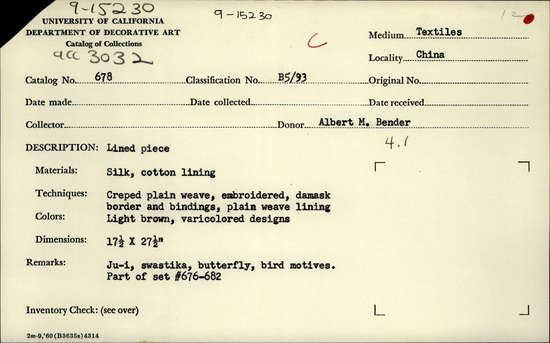 9-15230
9-15230
12
UNIVERSITY OF CALIFORNIA
DEPARTMENT OF DECORATIVE ART
Catalog of Collections
acc 3032
C
Medium Textiles
Locality China
Catalog No. 678 Classification No. B5/93 Original No.
Date made Date collected Date received
Collector Donor Albert M. Bender
4.1
DESCRIPTION: Lined piece
Materials: Silk, cotton lining
Techniques: Creped plain weave, embroidered, damask
border and bindings, plain weave lining
Colors: Light brown, varicolored designs
Dimensions: 17½ X 27½"
Remarks: Ju-i, swastika, butterfly, bird motives.
Part of set #676-682
Inventory Check: (see over)
2m-9,'60(B3635s)4314